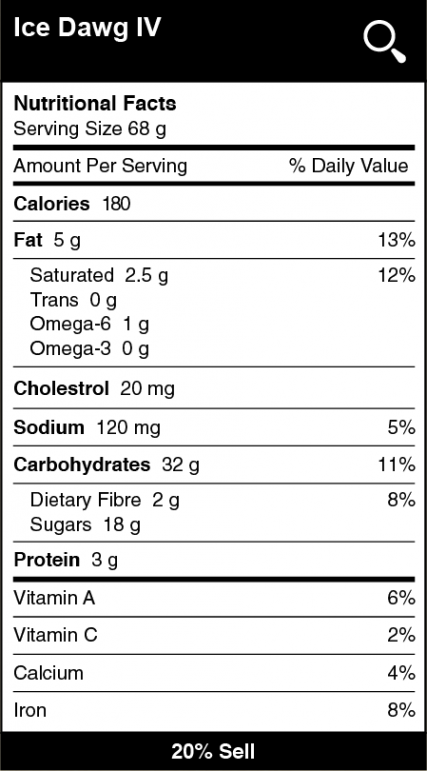 Ice Dawg IV
Nutritional Facts
Serving Size 68 g
Amount Per Serving % Daily Value
Calories 180
Fat 5 g 13%
Saturated 2.5 g 12%
Trans 0 g
Omega-6 1 g
Omega-3 0 g
Cholestrol 20 mg
Sodium 120 mg 5%
Carbohydrates 32 g 11%
Dietary Fibre 2 g 8%
Sugars 18 g
Protein 3 g
Vitamin A 6%
Vitamin C 2%
Calcium 4%
Iron 8%
20% Sell